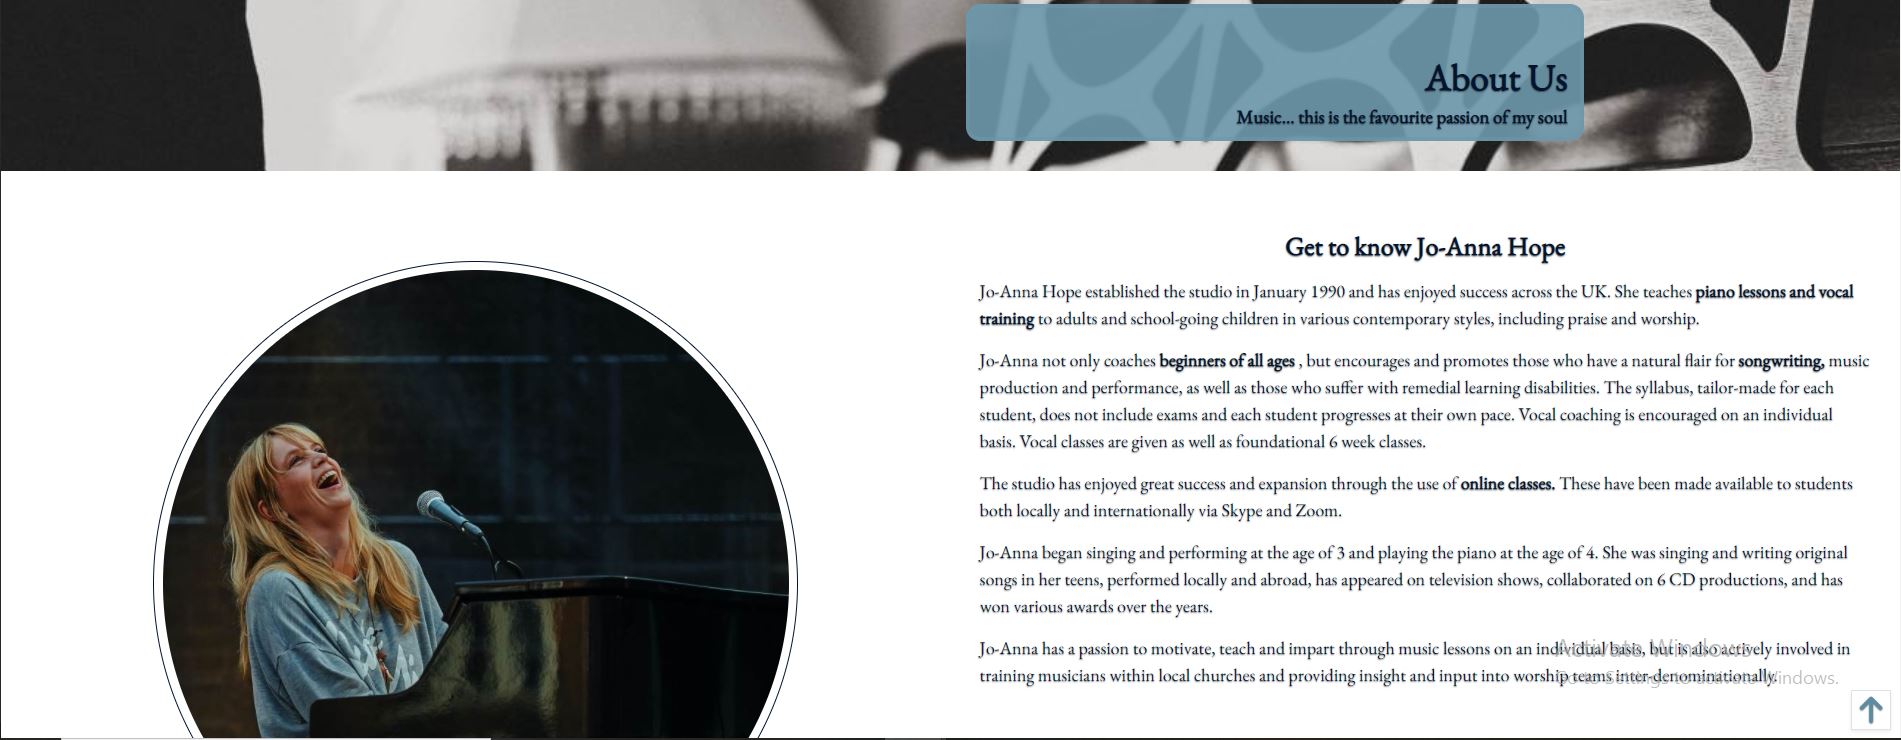 About Us
Music... this is the favourite passion of my soul
Get to know Jo-Anna Hope
Jo-Anna Hope established the studio in January 1990 and has enjoyed success across the UK. She teaches piano lessons and vocal
training to adults and school-going children in various contemporary styles, including praise and worship.
Jo-Anna not only coaches beginners of all ages , but encourages and promotes those who have a natural flair for songwriting, music
production and performance, as well as those who suffer with remedial learning disabilities. The syllabus, tailor-made for each
student, does not include exams and each student progresses at their own pace. Vocal coaching is encouraged on an individual
basis. Vocal classes are given as well as foundational 6 week classes.
The studio has enjoyed great success and expansion through the use of online classes. These have been made available to students
both locally and internationally via Skype and Zoom.
Jo-Anna began singing and performing at the age of 3 and playing the piano at the age of 4. She was singing and writing original
songs in her teens, performed locally and abroad, has appeared on television shows, collaborated on 6 CD productions, and has
won various awards over the years.
Jo-Anna has a passion to motivate, teach and impart through music lessons on an individual basis, but is also actively involved in
training musicians within local churches and providing insight and input into worship teams inter-denominationally.
Activate Windows
Go to Settings to activate Windows.